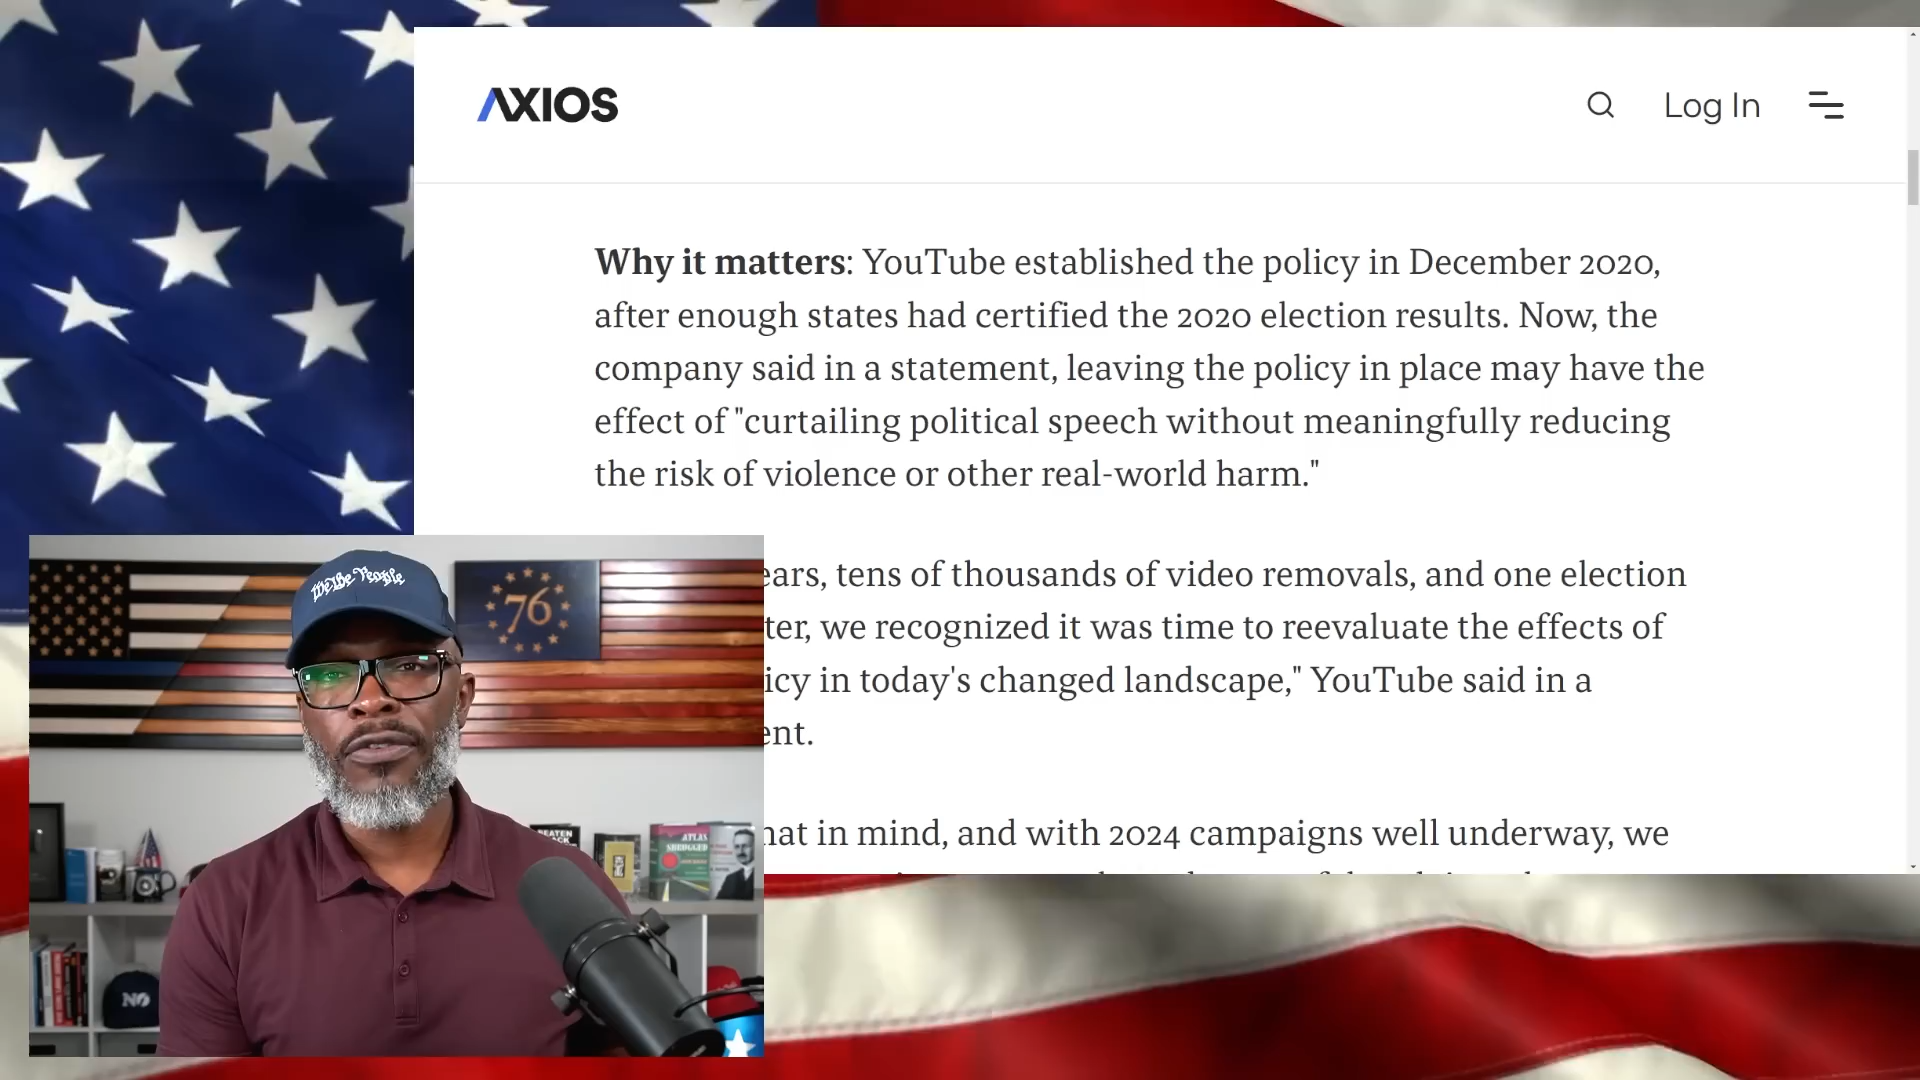 AXIOS
Log In
Why it matters: YouTube established the policy in December 2020,
after enough states had certified the 2020 election results. Now, the
company said in a statement, leaving the policy in place may have the
effect of "curtailing political speech without meaningfully reducing
the risk of violence or other real-world harm."
ears, tens of thousands of video removals, and one election
ter, we recognized it was time to reevaluate the effects of
icy in today's changed landscape," YouTube said in a
ent.
hat in mind, and with 2024 campaigns well underway, we
We the People
76
ATLAS
SHRUGGED
NO